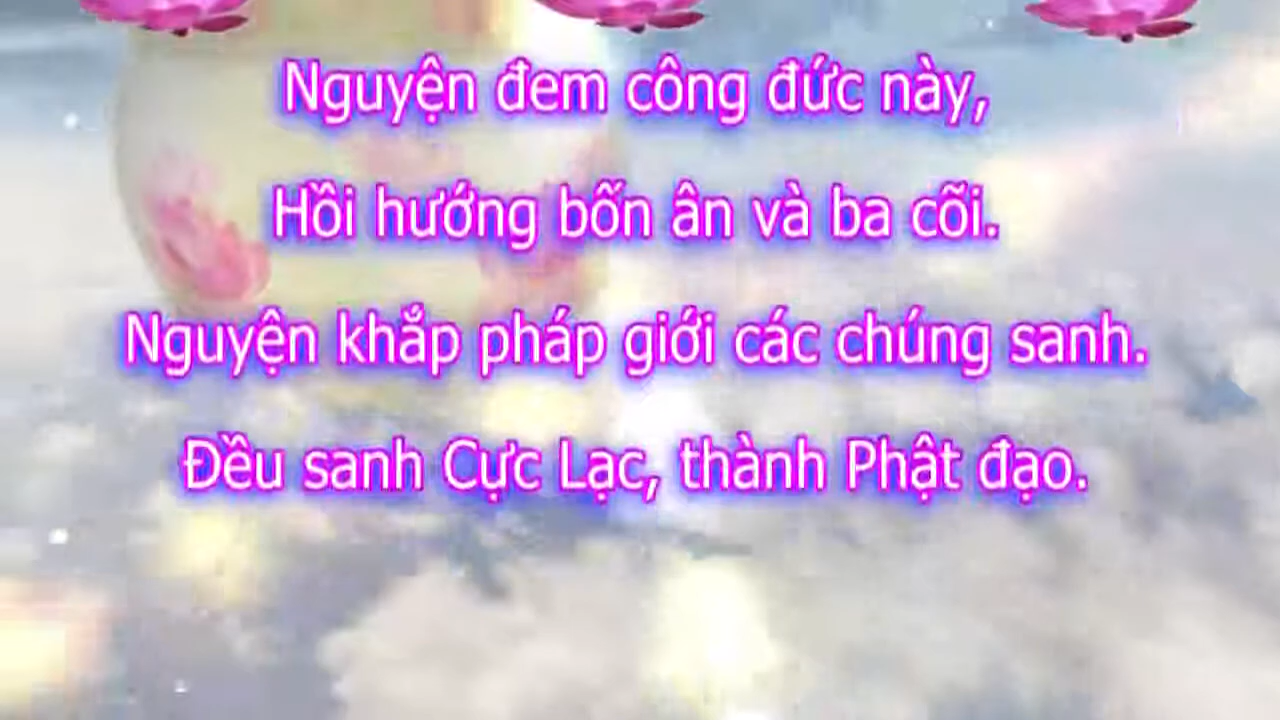 Nguyện đem công đức này,
Hồi hướng bốn ân và ba cõi.
Nguyện khắp pháp giới các chúng sanh.
Đều sanh Cực Lạc, thành Phật đạo.